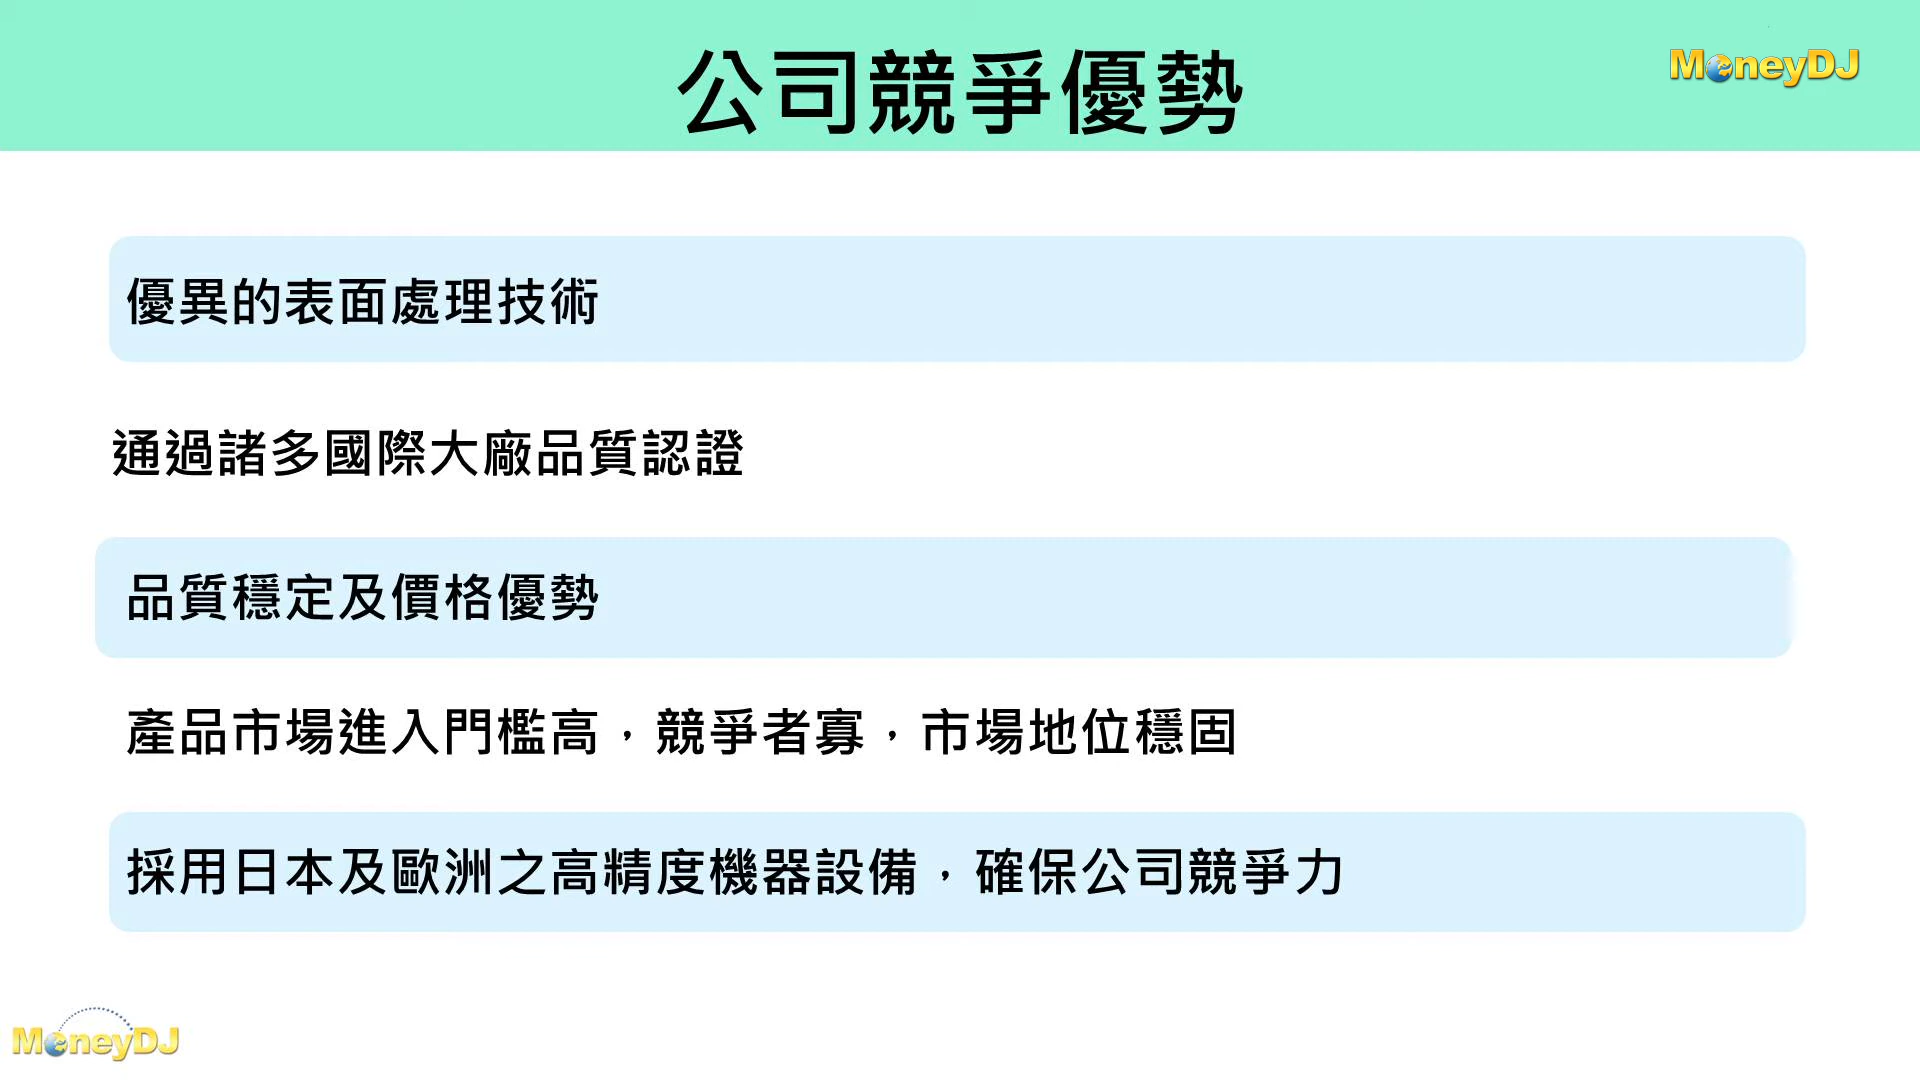 公司競爭優勢
MoneyDJ
優異的表面處理技術
通過諸多國際大廠品質認證
品質穩定及價格優勢
產品市場進入門檻高，競爭者寡，市場地位穩固
採用日本及歐洲之高精度機器設備，確保公司競爭力
MoneyDJ